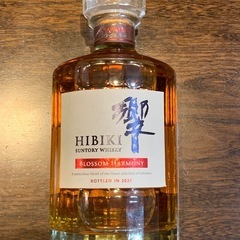 響
HIBIKI
SUNTORY WHISKY
BLOSSOM HARMONY
BOTTLED IN 2021